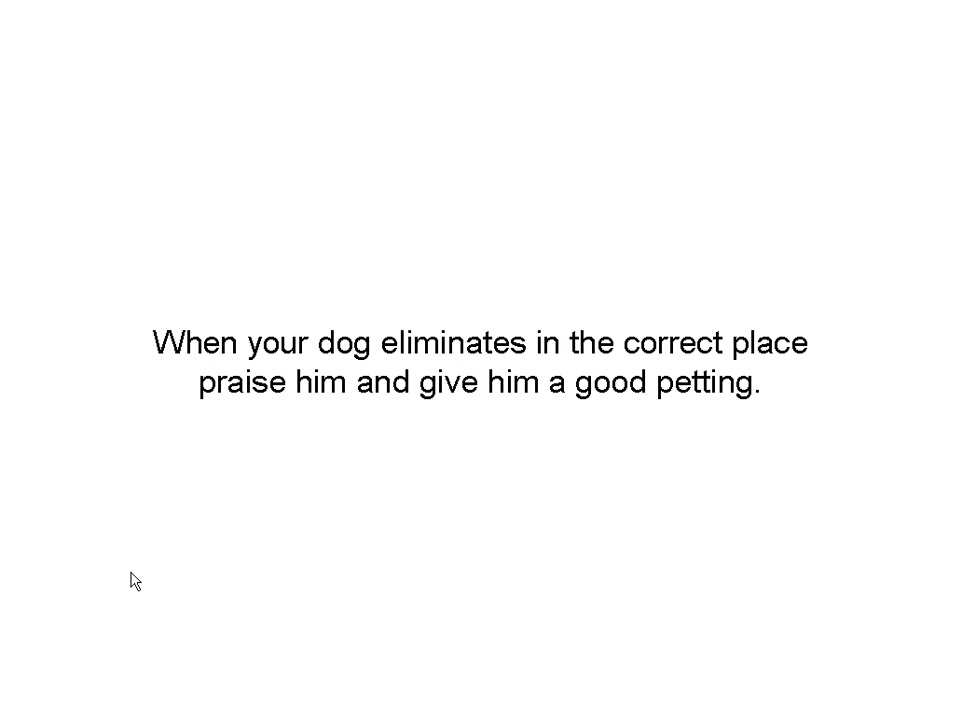 When your dog eliminates in the correct place
praise him and give him a good petting.